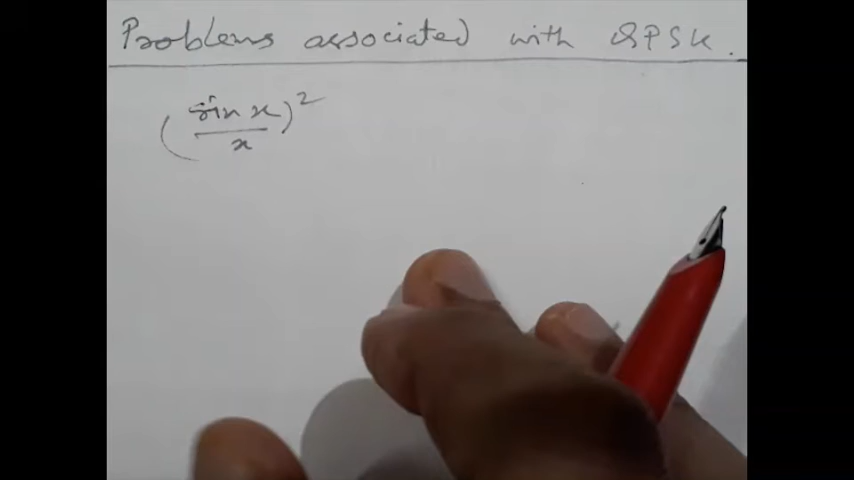 Problems associated with QPSK.
(sin x / x)²